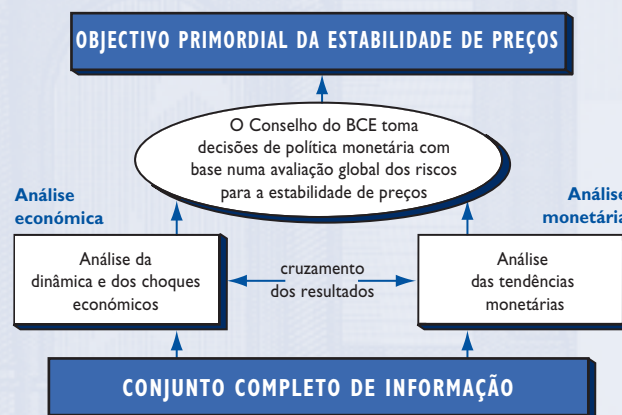 OBJECTIVO PRIMORDIAL DA ESTABILIDADE DE PREÇOS
O Conselho do BCE toma
decisões de política monetária com
base numa avaliação global dos riscos
para a estabilidade de preços
Análise
económica
Análise
monetária
Análise da
dinâmica e dos choques
económicos
cruzamento
dos resultados
Análise
das tendências
monetárias
CONJUNTO COMPLETO DE INFORMAÇÃO